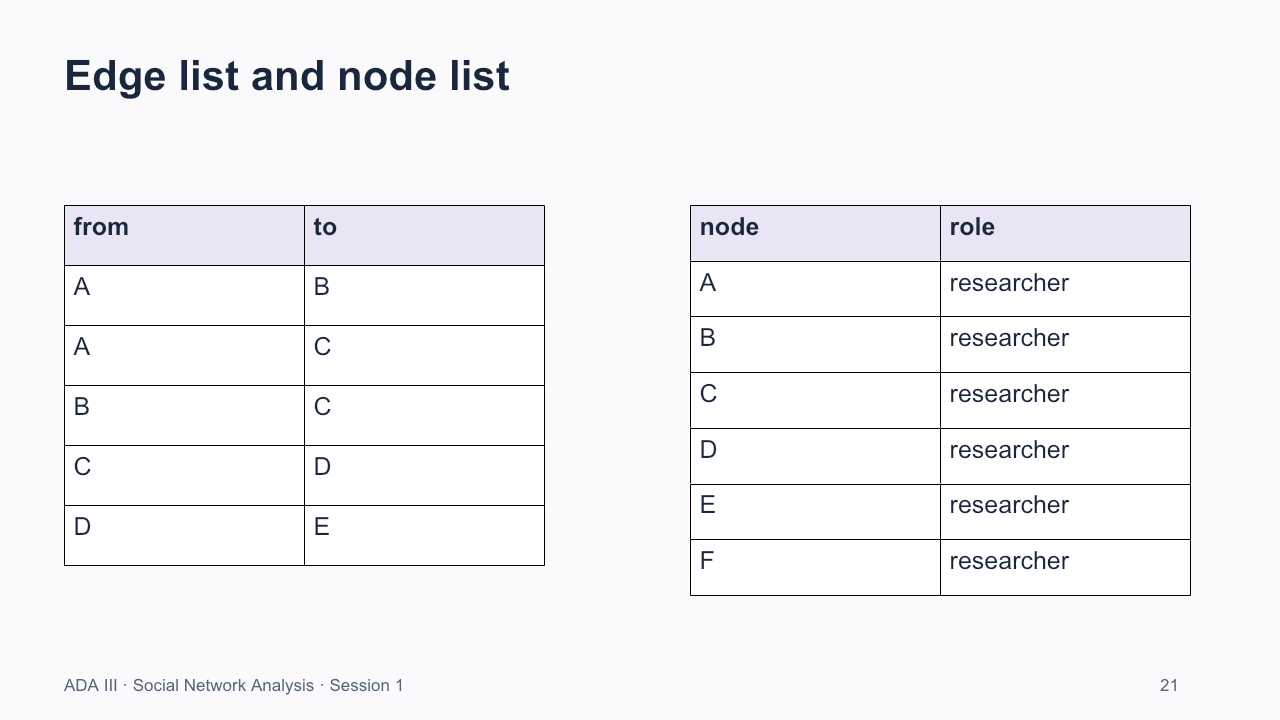 Edge list and node list
from to
A B
A C
B C
C D
D E
node role
A researcher
B researcher
C researcher
D researcher
E researcher
F researcher
ADA III · Social Network Analysis · Session 1
21